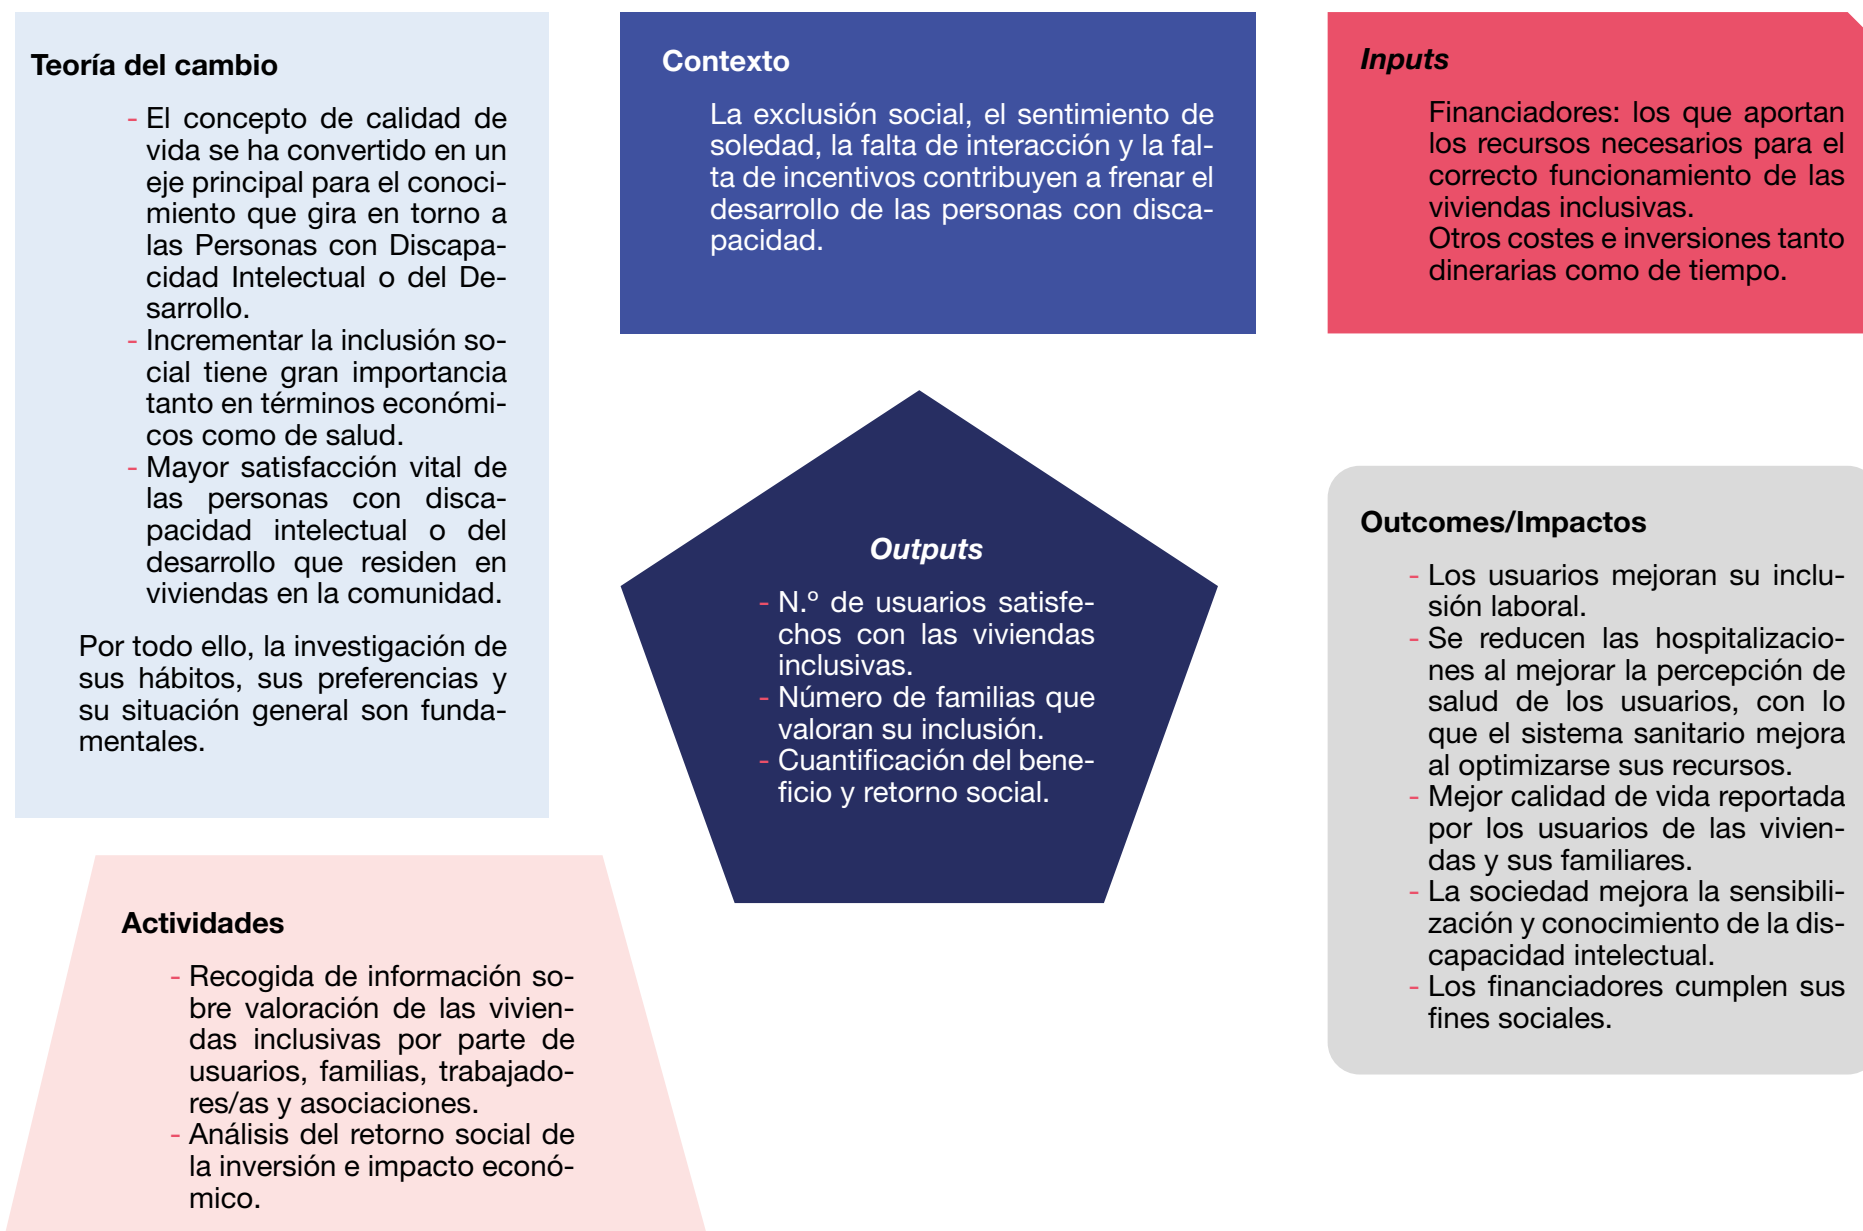 Teoría del cambio
- El concepto de calidad de
vida se ha convertido en un
eje principal para el conoci-
miento que gira en torno a
las Personas con Discapa-
cidad Intelectual o del De-
sarrollo.
- Incrementar la inclusión so-
cial tiene gran importancia
tanto en términos económi-
cos como de salud.
- Mayor satisfacción vital de
las personas con disca-
pacidad intelectual o del
desarrollo que residen en
viviendas en la comunidad.
Por todo ello, la investigación de
sus hábitos, sus preferencias y
su situación general son funda-
mentales.
Contexto
La exclusión social, el sentimiento de
soledad, la falta de interacción y la fal-
ta de incentivos contribuyen a frenar el
desarrollo de las personas con disca-
pacidad.
Inputs
Financiadores: los que aportan
los recursos necesarios para el
correcto funcionamiento de las
viviendas inclusivas.
Otros costes e inversiones tanto
dinerarias como de tiempo.
Outputs
- N.º de usuarios satisfe-
chos con las viviendas
inclusivas.
- Número de familias que
valoran su inclusión.
- Cuantificación del bene-
ficio y retorno social.
Outcomes/Impactos
- Los usuarios mejoran su inclu-
sión laboral.
- Se reducen las hospitalizacio-
nes al mejorar la percepción de
salud de los usuarios, con lo
que el sistema sanitario mejora
al optimizarse sus recursos.
- Mejor calidad de vida reportada
por los usuarios de las vivien-
das y sus familiares.
- La sociedad mejora la sensibili-
zación y conocimiento de la dis-
capacidad intelectual.
- Los financiadores cumplen sus
fines sociales.
Actividades
- Recogida de información so-
bre valoración de las vivien-
das inclusivas por parte de
usuarios, familias, trabajado-
res/as y asociaciones.
- Análisis del retorno social de
la inversión e impacto econó-
mico.